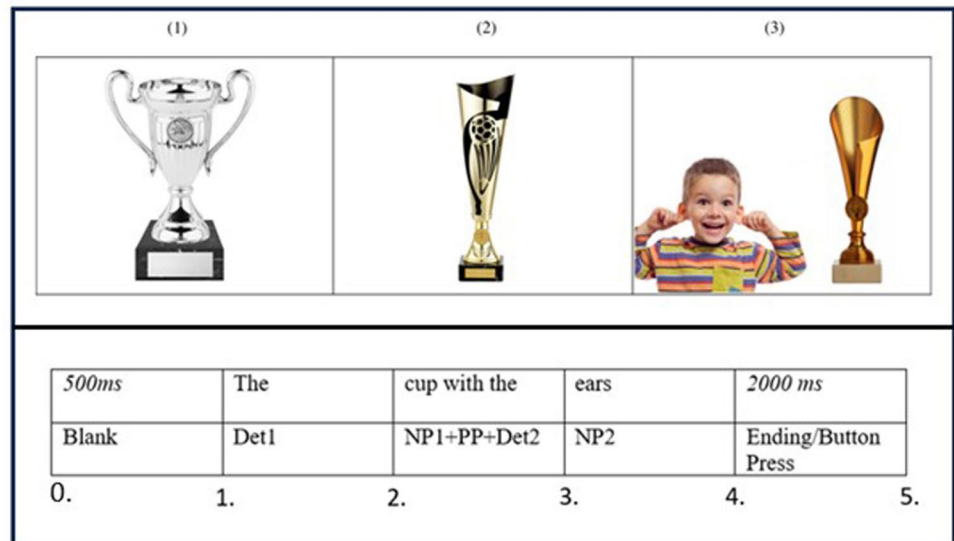 (1) (2) (3)
500ms The cup with the ears 2000 ms
Blank Det1 NP1+PP+Det2 NP2 Ending/Button
Press
0. 1. 2. 3. 4. 5.